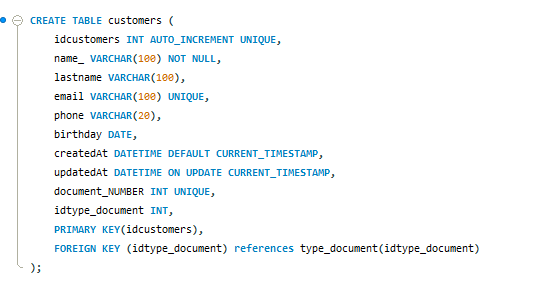 CREATE TABLE customers (
idcustomers INT AUTO_INCREMENT UNIQUE,
name_ VARCHAR(100) NOT NULL,
lastname VARCHAR(100),
email VARCHAR(100) UNIQUE,
phone VARCHAR(20),
birthday DATE,
createdAt DATETIME DEFAULT CURRENT_TIMESTAMP,
updatedAt DATETIME ON UPDATE CURRENT_TIMESTAMP,
document_NUMBER INT UNIQUE,
idtype_document INT,
PRIMARY KEY(idcustomers),
FOREIGN KEY (idtype_document) references type_document(idtype_document)
);